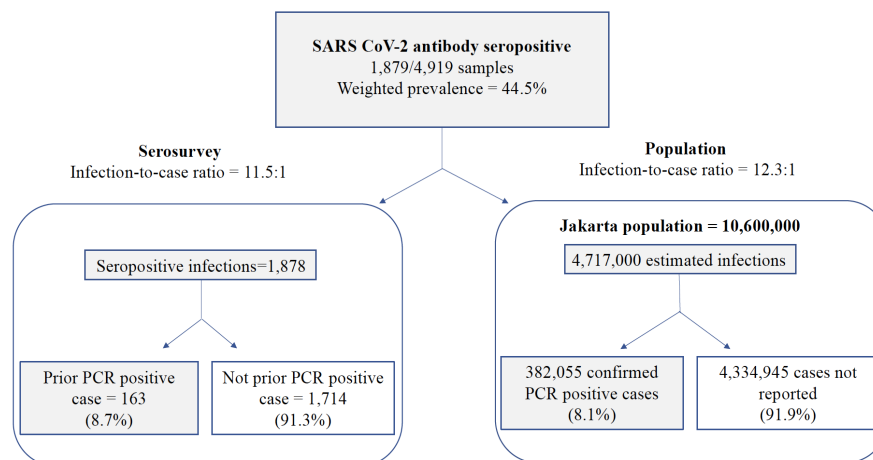 SARS CoV-2 antibody seropositive
1,879/4,919 samples
Weighted prevalence = 44.5%
Serosurvey
Infection-to-case ratio = 11.5:1
Population
Infection-to-case ratio = 12.3:1
Seropositive infections=1,878
Prior PCR positive
case = 163
(8.7%)
Not prior PCR positive
case = 1,714
(91.3%)
Jakarta population = 10,600,000
4,717,000 estimated infections
382,055 confirmed
PCR positive cases
(8.1%)
4,334,945 cases not
reported
(91.9%)